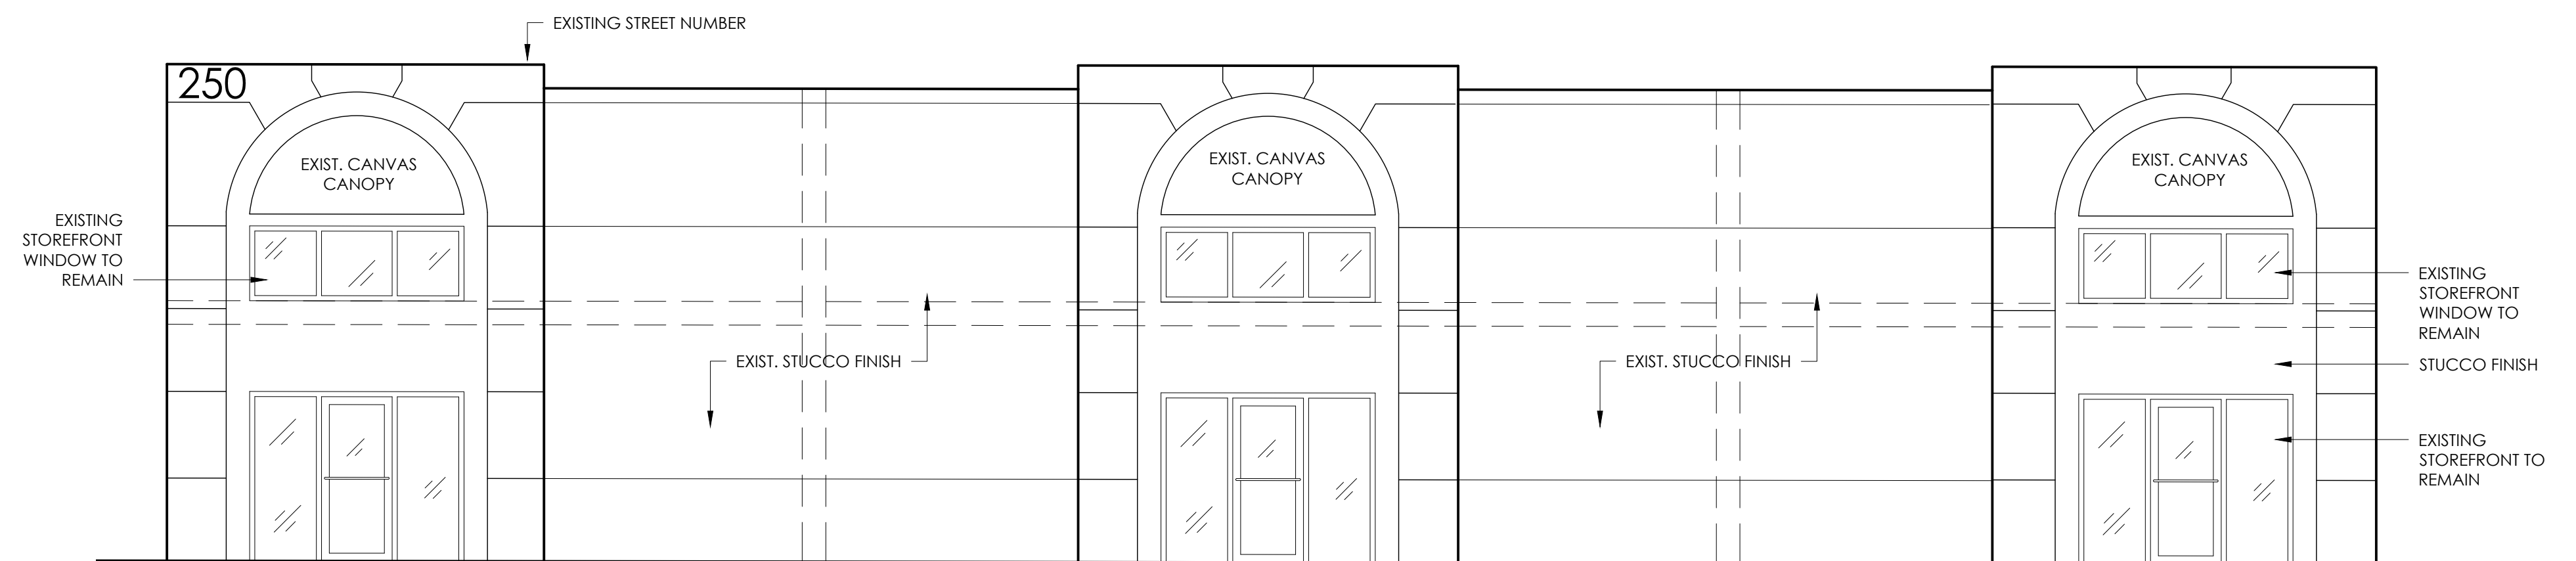 EXISTING STREET NUMBER
250
EXIST. CANVAS
CANOPY
EXIST. CANVAS
CANOPY
EXIST. CANVAS
CANOPY
EXISTING
STOREFRONT
WINDOW TO
REMAIN
EXISTING
STOREFRONT
WINDOW TO
REMAIN
EXIST. STUCCO FINISH
EXIST. STUCCO FINISH
STUCCO FINISH
EXISTING
STOREFRONT TO
REMAIN